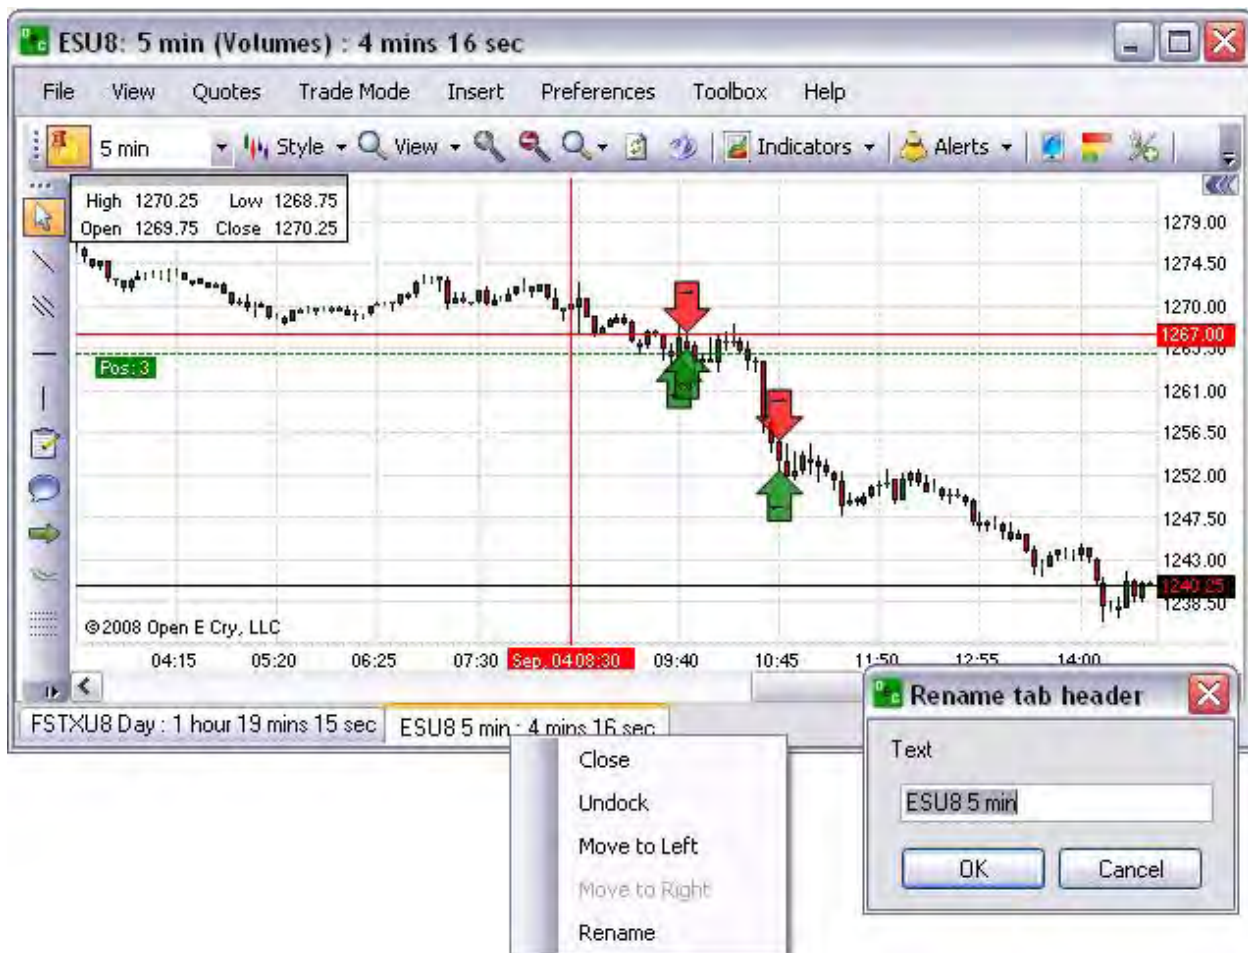 ESU8: 5 min (Volumes) : 4 mins 16 sec
File View Quotes Trade Mode Insert Preferences Toolbox Help
5 min Style View Indicators Alerts
High 1270.25 Low 1268.75
Open 1269.75 Close 1270.25
1279.00
1274.50
1270.00
1267.00
1265.50
Pos: 3
1261.00
1256.50
1252.00
1247.50
1243.00
1240.25
1238.50
©2008 Open E Cry, LLC
04:15 05:20 06:25 07:30 Sep, 04 08:30 09:40 10:45 11:50 12:55 14:00
FSTXU8 Day : 1 hour 19 mins 15 sec ESU8 5 min : 4 mins 16 sec
Close
Undock
Move to Left
Move to Right
Rename
Rename tab header
Text
ESU8 5 min
OK Cancel